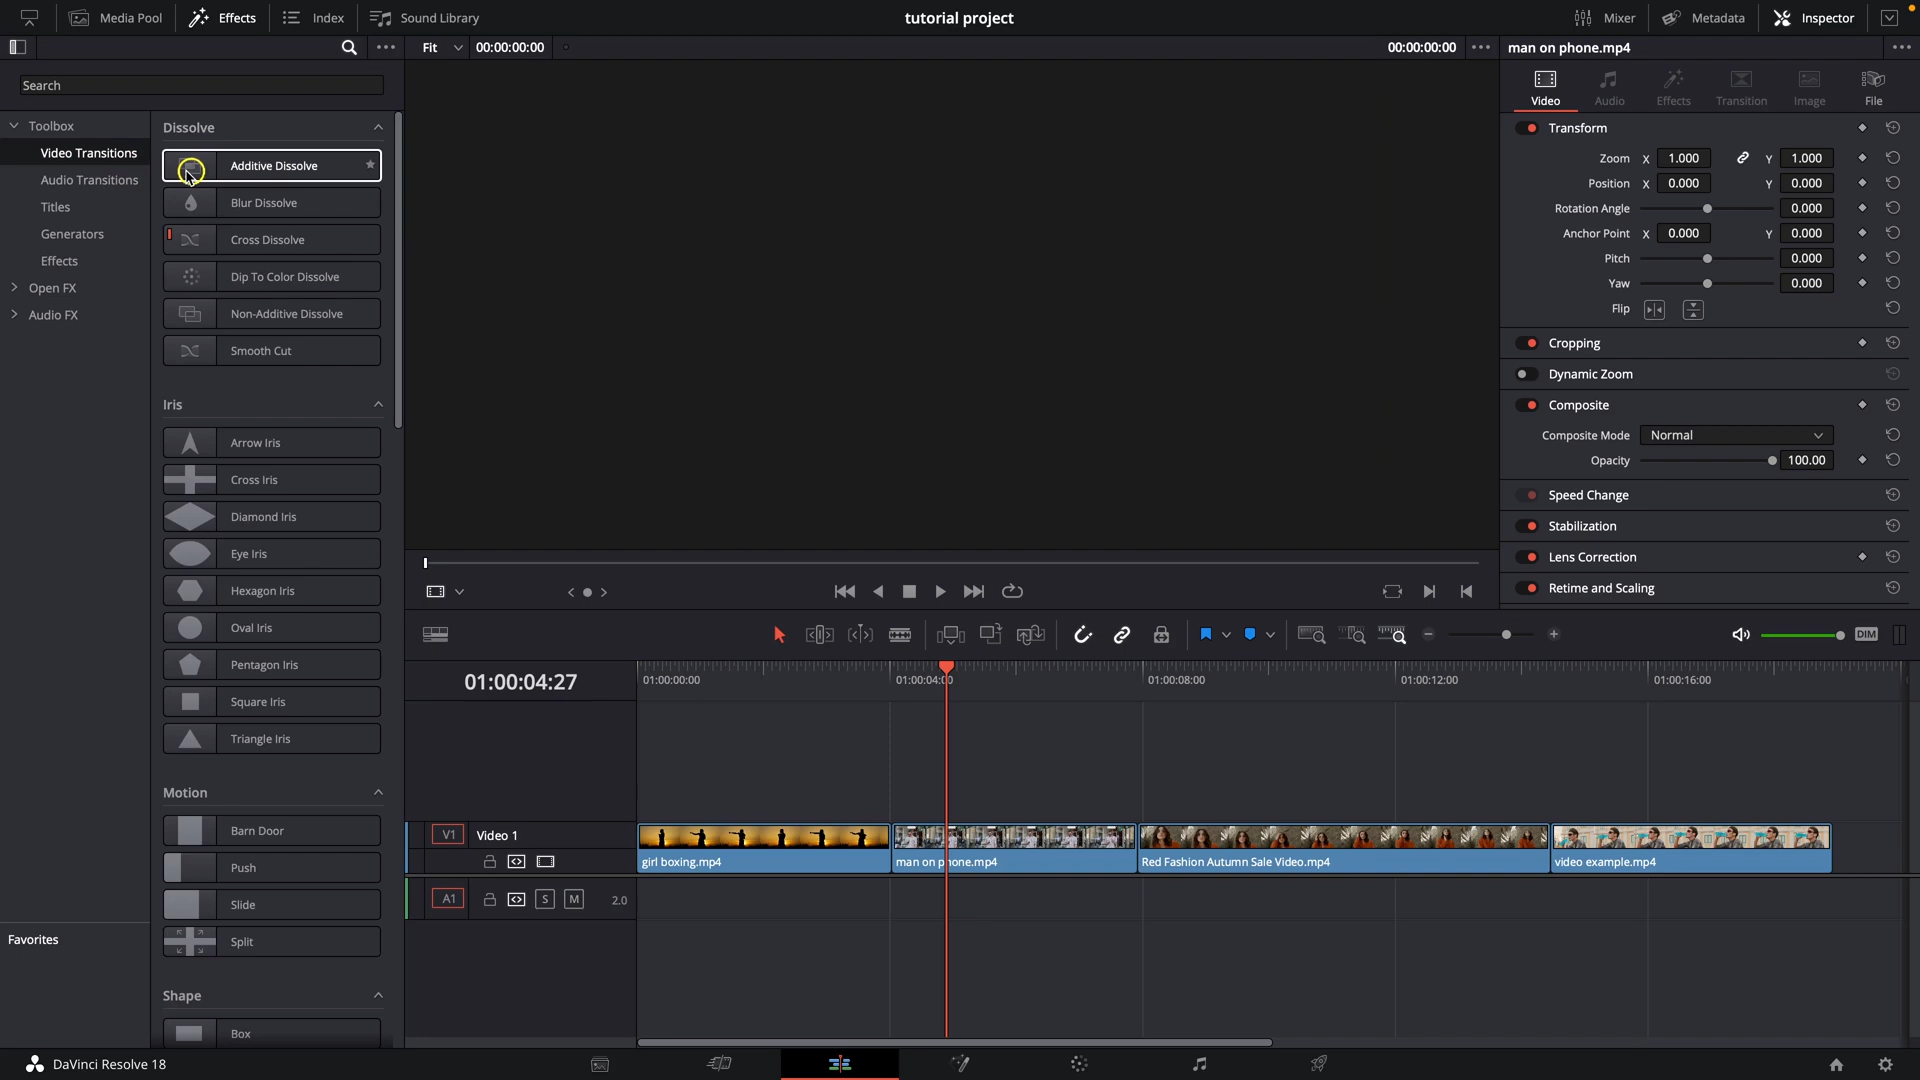 Media Pool
Effects
Index
Sound Library
tutorial project
Mixer
Metadata
Inspector
Fit
00:00:00:00
00:00:00:00
man on phone.mp4
Search
Video
Audio
Effects
Transition
Image
File
Toolbox
Video Transitions
Audio Transitions
Titles
Generators
Effects
Open FX
Audio FX
Favorites
Dissolve
Additive Dissolve
Blur Dissolve
Cross Dissolve
Dip To Color Dissolve
Non-Additive Dissolve
Smooth Cut
Iris
Arrow Iris
Cross Iris
Diamond Iris
Eye Iris
Hexagon Iris
Oval Iris
Pentagon Iris
Square Iris
Triangle Iris
Motion
Barn Door
Push
Slide
Split
Shape
Box
Transform
Zoom X 1.000 Y 1.000
Position X 0.000 Y 0.000
Rotation Angle 0.000
Anchor Point X 0.000 Y 0.000
Pitch 0.000
Yaw 0.000
Flip
Cropping
Dynamic Zoom
Composite
Composite Mode Normal
Opacity 100.00
Speed Change
Stabilization
Lens Correction
Retime and Scaling
DIM
01:00:04:27
01:00:00:00
01:00:04:00
01:00:08:00
01:00:12:00
01:00:16:00
V1 Video 1
girl boxing.mp4
man on phone.mp4
Red Fashion Autumn Sale Video.mp4
video example.mp4
A1 S M 2.0
DaVinci Resolve 18